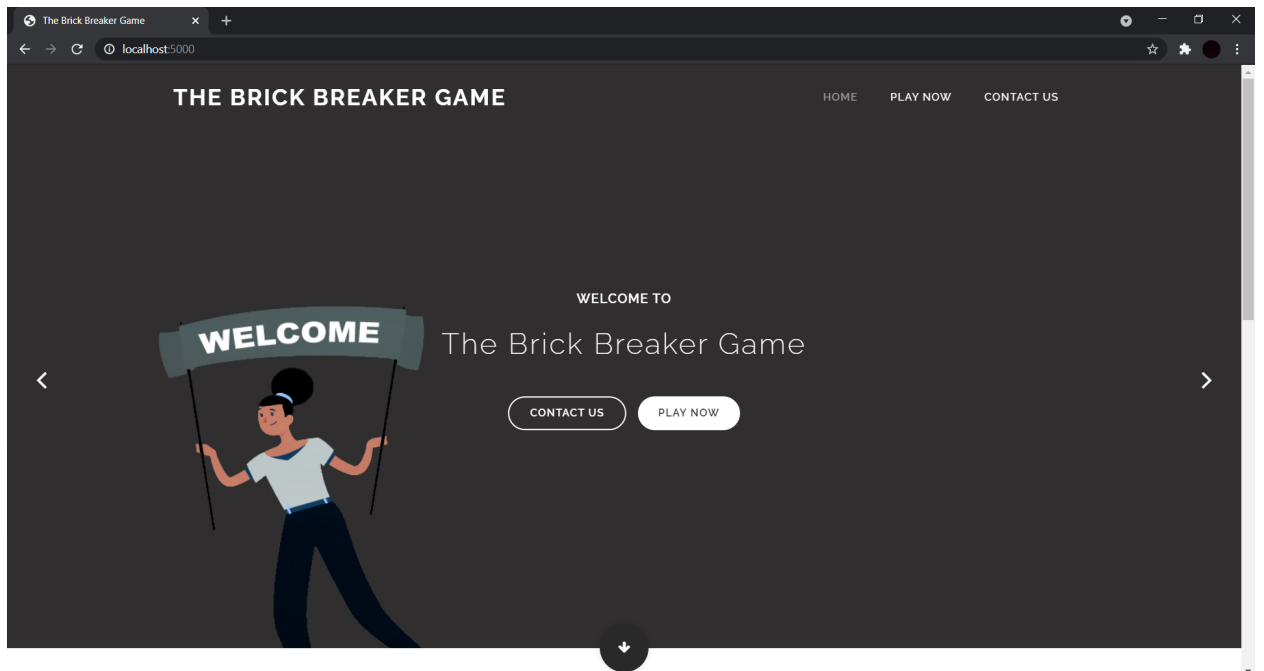 The Brick Breaker Game
localhost:5000
THE BRICK BREAKER GAME
HOME PLAY NOW CONTACT US
WELCOME TO
WELCOME
The Brick Breaker Game
CONTACT US PLAY NOW